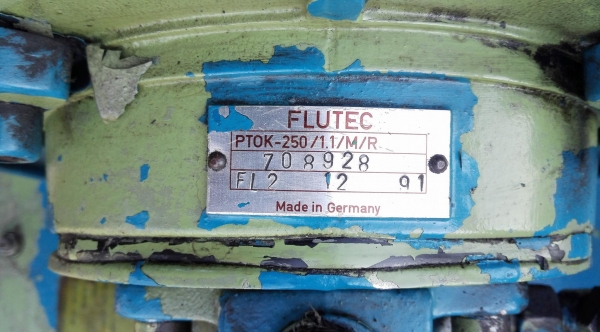 FLUTEC
PTOK-250/1.1/M/R
708928
FL2 12 91
Made in Germany